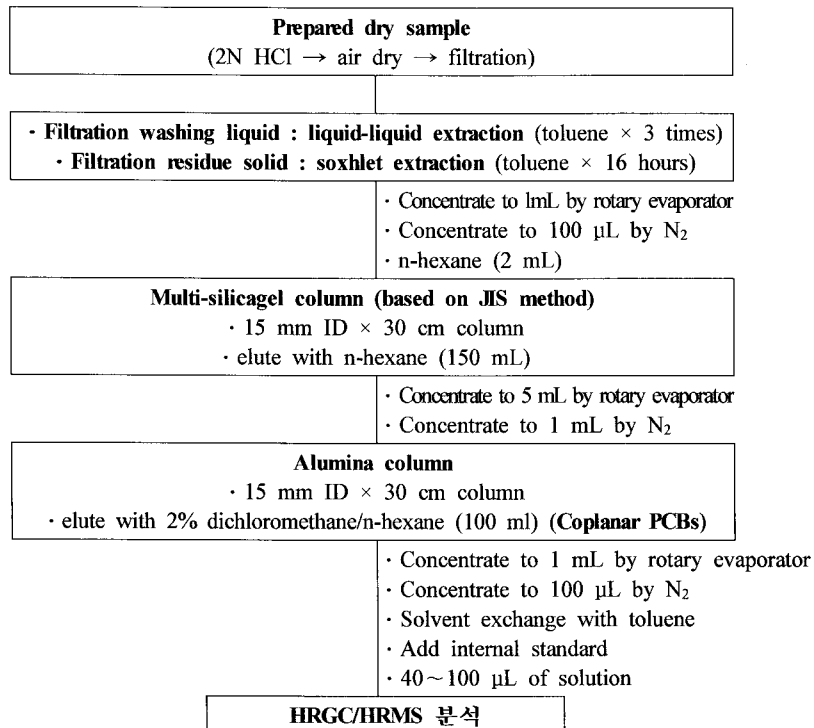 Prepared dry sample
(2N HCl → air dry → filtration)
· Filtration washing liquid : liquid-liquid extraction (toluene × 3 times)
· Filtration residue solid : soxhlet extraction (toluene × 16 hours)
· Concentrate to 1mL by rotary evaporator
· Concentrate to 100 μL by N₂
· n-hexane (2 mL)
Multi-silicagel column (based on JIS method)
· 15 mm ID × 30 cm column
· elute with n-hexane (150 mL)
· Concentrate to 5 mL by rotary evaporator
· Concentrate to 1 mL by N₂
Alumina column
· 15 mm ID × 30 cm column
· elute with 2% dichloromethane/n-hexane (100 ml) (Coplanar PCBs)
· Concentrate to 1 mL by rotary evaporator
· Concentrate to 100 μL by N₂
· Solvent exchange with toluene
· Add internal standard
· 40～100 μL of solution
HRGC/HRMS 분석